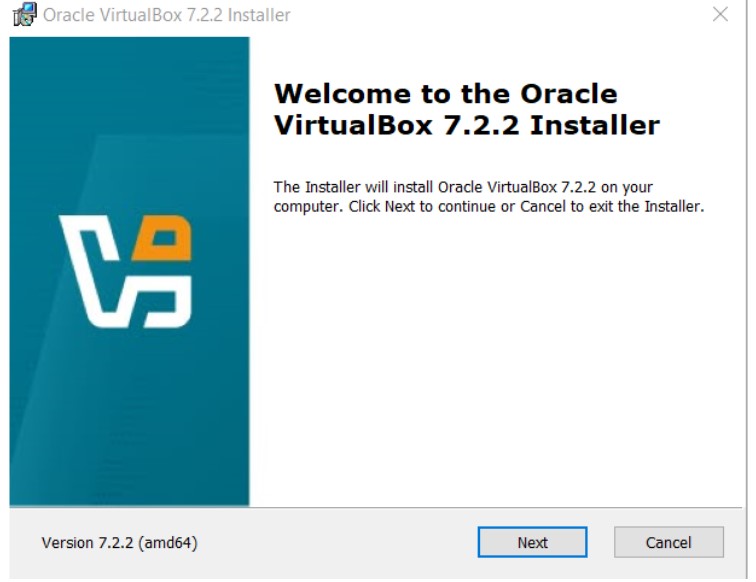 Oracle VirtualBox 7.2.2 Installer
Welcome to the Oracle
VirtualBox 7.2.2 Installer
The Installer will install Oracle VirtualBox 7.2.2 on your
computer. Click Next to continue or Cancel to exit the Installer.
Version 7.2.2 (amd64)
Next
Cancel